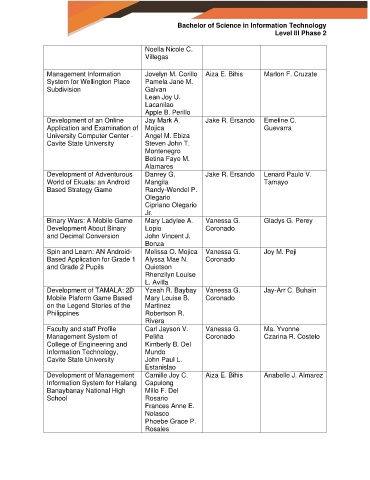 Bachelor of Science in Information Technology
Level III Phase 2
Noella Nicole C.
Villegas
Management Information
System for Wellington Place
Subdivision
Jovelyn M. Corillo
Pamela Jane M.
Galvan
Lean Joy U.
Lacanilao
Apple B. Perillo
Aiza E. Bihis
Marlon F. Cruzate
Development of an Online
Application and Examination of
University Computer Center -
Cavite State University
Jay Mark A.
Mojica
Angel M. Ebiza
Steven John T.
Montenegro
Betina Faye M.
Alamares
Jake R. Ersando
Emeline C.
Guevarra
Development of Adventurous
World of Ekula: an Android
Based Strategy Game
Danrey G.
Mangila
Randy-Wendol P.
Olegario
Cipriano Olegario
Jr.
Jake R. Ersando
Lenard Paulo V.
Tamayo
Binary Wars: A Mobile Game
Development About Binary
and Decimal Conversion
Mary Ladylee A.
Lopio
John Vincent J.
Bonza
Vanessa G.
Coronado
Gladys G. Perey
Spin and Learn: AN Android-
Based Application for Grade 1
and Grade 2 Pupils
Melissa O. Mojica
Alyssa Mae N.
Quietson
Rhenzilyn Louise
L. Avilla
Vanessa G.
Coronado
Joy M. Peji
Development of TAMALA: 2D
Mobile Plaform Game Based
on the Legend Stories of the
Philippines
Yzeah R. Baybay
Mary Louise B.
Martinez
Robertson R.
Rivera
Vanessa G.
Coronado
Jay-Arr C. Buhain
Faculty and staff Profile
Management System of
College of Engineering and
Information Technology,
Cavite State University
Carl Jayson V.
Peliña
Kimberly B. Del
Mundo
John Paul L.
Estanislao
Vanessa G.
Coronado
Ma. Yvonne
Czarina R. Costelo
Development of Management
Information System for Halang
Banaybanay National High
School
Camille Joy C.
Capulong
Millo F. Del
Rosario
Frances Anne E.
Nolasco
Phoebe Grace P.
Rosales
Aiza E. Bihis
Anabelle J. Almarez